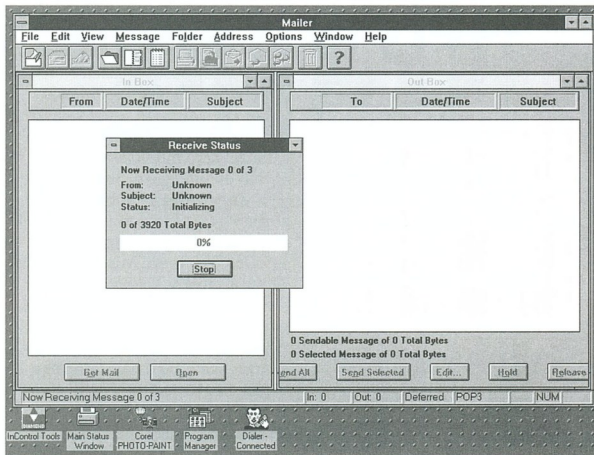 Mailer
File Edit View Message Folder Address Options Window Help
In Box
Out Box
From Date/Time Subject
To Date/Time Subject
Receive Status
Now Receiving Message 0 of 3
From: Unknown
Subject: Unknown
Status: Initializing
0 of 3920 Total Bytes
0%
Stop
0 Sendable Message of 0 Total Bytes
0 Selected Message of 0 Total Bytes
Get Mail Open
end All Send Selected Edit... Hold Release
Now Receiving Message 0 of 3 In: 0 Out: 0 Deferred POP3 NUM
InControl Tools
Main Status Window
Corel PHOTO-PAINT
Program Manager
Dialer - Connected